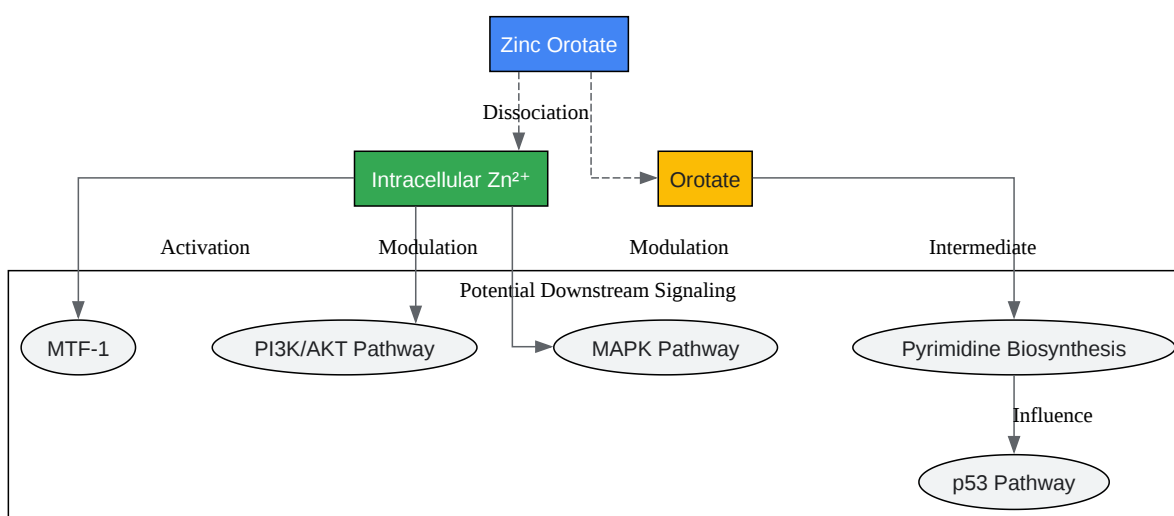 Zinc Orotate
Dissociation
Intracellular Zn²⁺
Orotate
Activation
Modulation
Modulation
Intermediate
Potential Downstream Signaling
MTF-1
PI3K/AKT Pathway
MAPK Pathway
Pyrimidine Biosynthesis
Influence
p53 Pathway